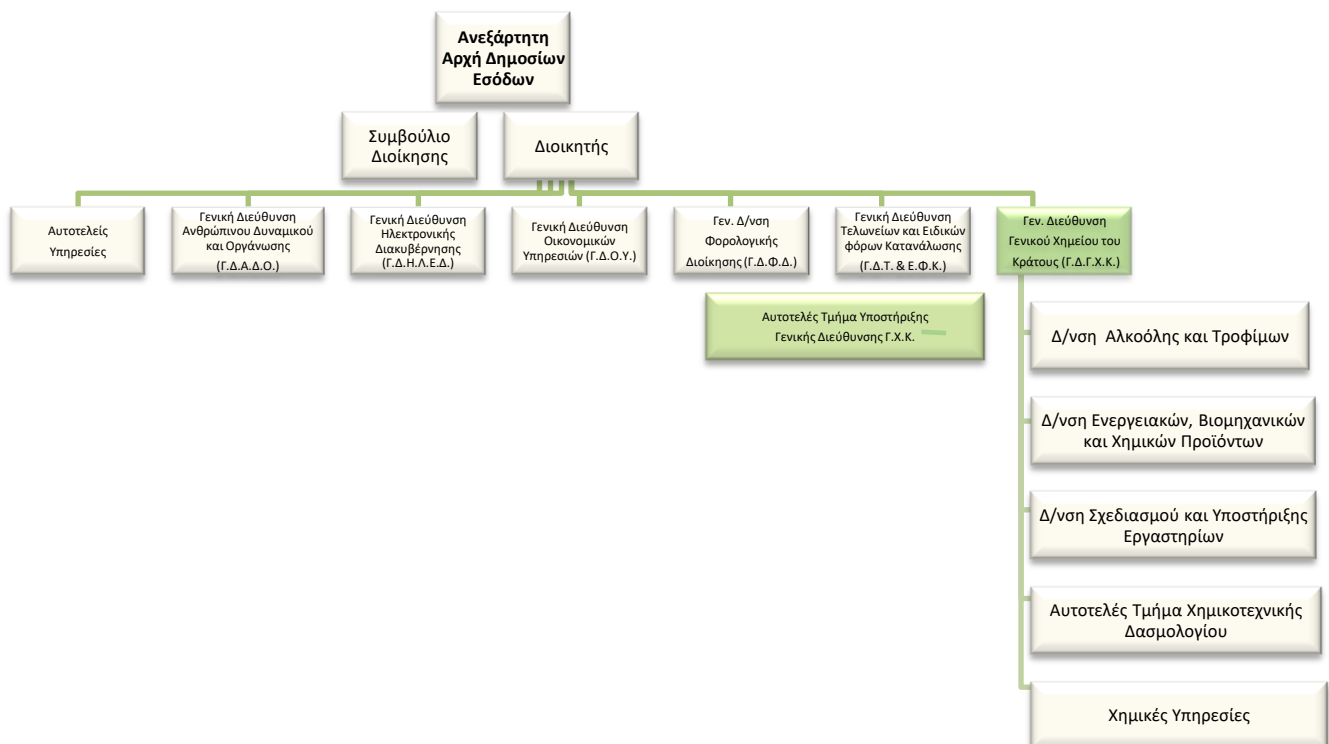 Ανεξάρτητη
Αρχή Δημοσίων
Εσόδων
Συμβούλιο
Διοίκησης
Διοικητής
Αυτοτελείς
Υπηρεσίες
Γενική Διεύθυνση
Ανθρώπινου Δυναμικού
και Οργάνωσης
(Γ.Δ.Α.Δ.Ο.)
Γενική Διεύθυνση
Ηλεκτρονικής
Διακυβέρνησης
(Γ.Δ.Η.Λ.Ε.Δ.)
Γενική Διεύθυνση
Οικονομικών
Υπηρεσιών (Γ.Δ.Ο.Υ.)
Γεν. Δ/νση
Φορολογικής
Διοίκησης (Γ.Δ.Φ.Δ.)
Γενική Διεύθυνση
Τελωνείων και Ειδικών
φόρων Κατανάλωσης
(Γ.Δ.Τ. & Ε.Φ.Κ.)
Γεν. Διεύθυνση
Γενικού Χημείου του
Κράτους (Γ.Δ.Γ.Χ.Κ.)
Αυτοτελές Τμήμα Υποστήριξης
Γενικής Διεύθυνσης Γ.Χ.Κ.
Δ/νση Αλκοόλης και Τροφίμων
Δ/νση Ενεργειακών, Βιομηχανικών
και Χημικών Προϊόντων
Δ/νση Σχεδιασμού και Υποστήριξης
Εργαστηρίων
Αυτοτελές Τμήμα Χημικοτεχνικής
Δασμολογίου
Χημικές Υπηρεσίες